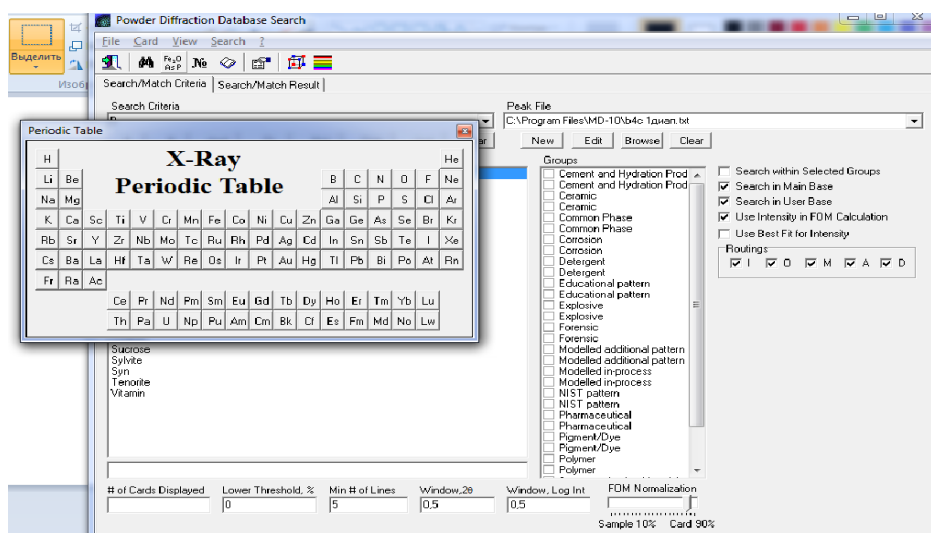 Powder Diffraction Database Search
File Card View Search ?
Выделить
Search/Match Criteria Search/Match Result
Search Criteria Peak File
C:\Program Files\MD-10\b4c 1диап.txt
New Edit Browse Clear
Periodic Table
X-Ray
Periodic Table
H He
Li Be B C N O F Ne
Na Mg Al Si P S Cl Ar
K Ca Sc Ti V Cr Mn Fe Co Ni Cu Zn Ga Ge As Se Br Kr
Rb Sr Y Zr Nb Mo Tc Ru Rh Pd Ag Cd In Sn Sb Te I Xe
Cs Ba La Hf Ta W Re Os Ir Pt Au Hg Tl Pb Bi Po At Rn
Fr Ra Ac
Ce Pr Nd Pm Sm Eu Gd Tb Dy Ho Er Tm Yb Lu
Th Pa U Np Pu Am Cm Bk Cf Es Fm Md No Lw
Sucrose
Sylvite
Syn
Tenorite
Vitamin
Groups
Cement and Hydration Prod
Cement and Hydration Prod
Ceramic
Ceramic
Common Phase
Common Phase
Corrosion
Corrosion
Detergent
Detergent
Educational pattern
Educational pattern
Explosive
Explosive
Forensic
Forensic
Modelled additional pattern
Modelled additional pattern
Modelled in-process
Modelled in-process
NIST pattern
NIST pattern
Pharmaceutical
Pharmaceutical
Pigment/Dye
Pigment/Dye
Polymer
Polymer
Search within Selected Groups
Search in Main Base
Search in User Base
Use Intensity in FOM Calculation
Use Best Fit for Intensity
Routings
I O M A D
# of Cards Displayed Lower Threshold, % Min # of Lines Window,2θ Window, Log Int FOM Normalization
0 5 0,5 0,5
Sample 10% Card 90%